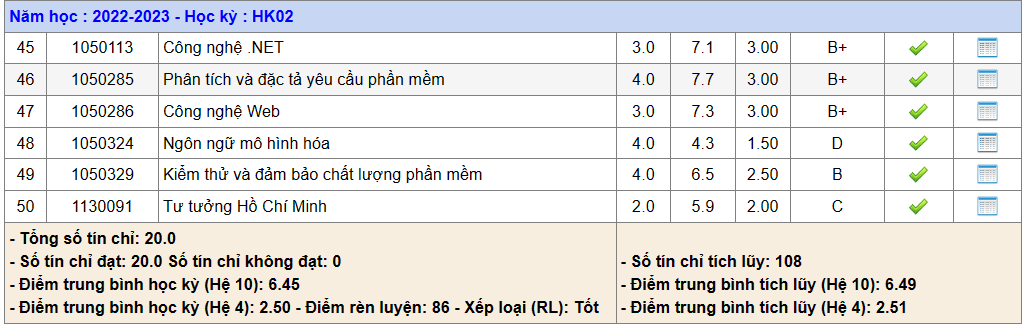 Năm học : 2022-2023 - Học kỳ : HK02
45 1050113 Công nghệ .NET 3.0 7.1 3.00 B+
46 1050285 Phân tích và đặc tả yêu cầu phần mềm 4.0 7.7 3.00 B+
47 1050286 Công nghệ Web 3.0 7.3 3.00 B+
48 1050324 Ngôn ngữ mô hình hóa 4.0 4.3 1.50 D
49 1050329 Kiểm thử và đảm bảo chất lượng phần mềm 4.0 6.5 2.50 B
50 1130091 Tư tưởng Hồ Chí Minh 2.0 5.9 2.00 C
- Tổng số tín chỉ: 20.0
- Số tín chỉ đạt: 20.0 Số tín chỉ không đạt: 0
- Điểm trung bình học kỳ (Hệ 10): 6.45
- Điểm trung bình học kỳ (Hệ 4): 2.50 - Điểm rèn luyện: 86 - Xếp loại (RL): Tốt
- Số tín chỉ tích lũy: 108
- Điểm trung bình tích lũy (Hệ 10): 6.49
- Điểm trung bình tích lũy (Hệ 4): 2.51